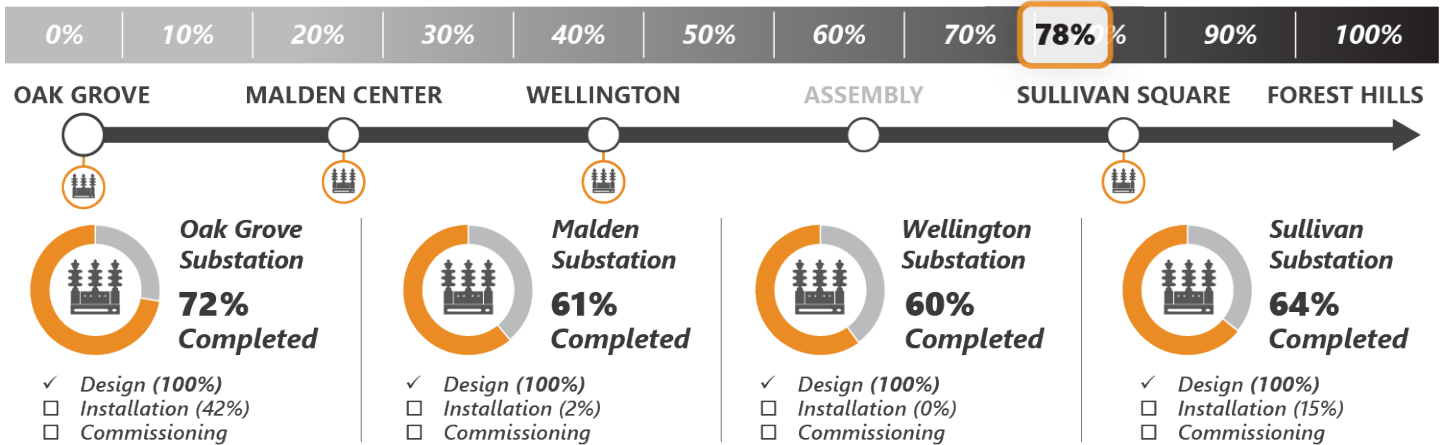 0% 10% 20% 30% 40% 50% 60% 70% 78% 90% 100%
OAK GROVE MALDEN CENTER WELLINGTON ASSEMBLY SULLIVAN SQUARE FOREST HILLS
Oak Grove
Substation
72%
Completed
✓ Design (100%)
☐ Installation (42%)
☐ Commissioning
Malden
Substation
61%
Completed
✓ Design (100%)
☐ Installation (2%)
☐ Commissioning
Wellington
Substation
60%
Completed
✓ Design (100%)
☐ Installation (0%)
☐ Commissioning
Sullivan
Substation
64%
Completed
✓ Design (100%)
☐ Installation (15%)
☐ Commissioning